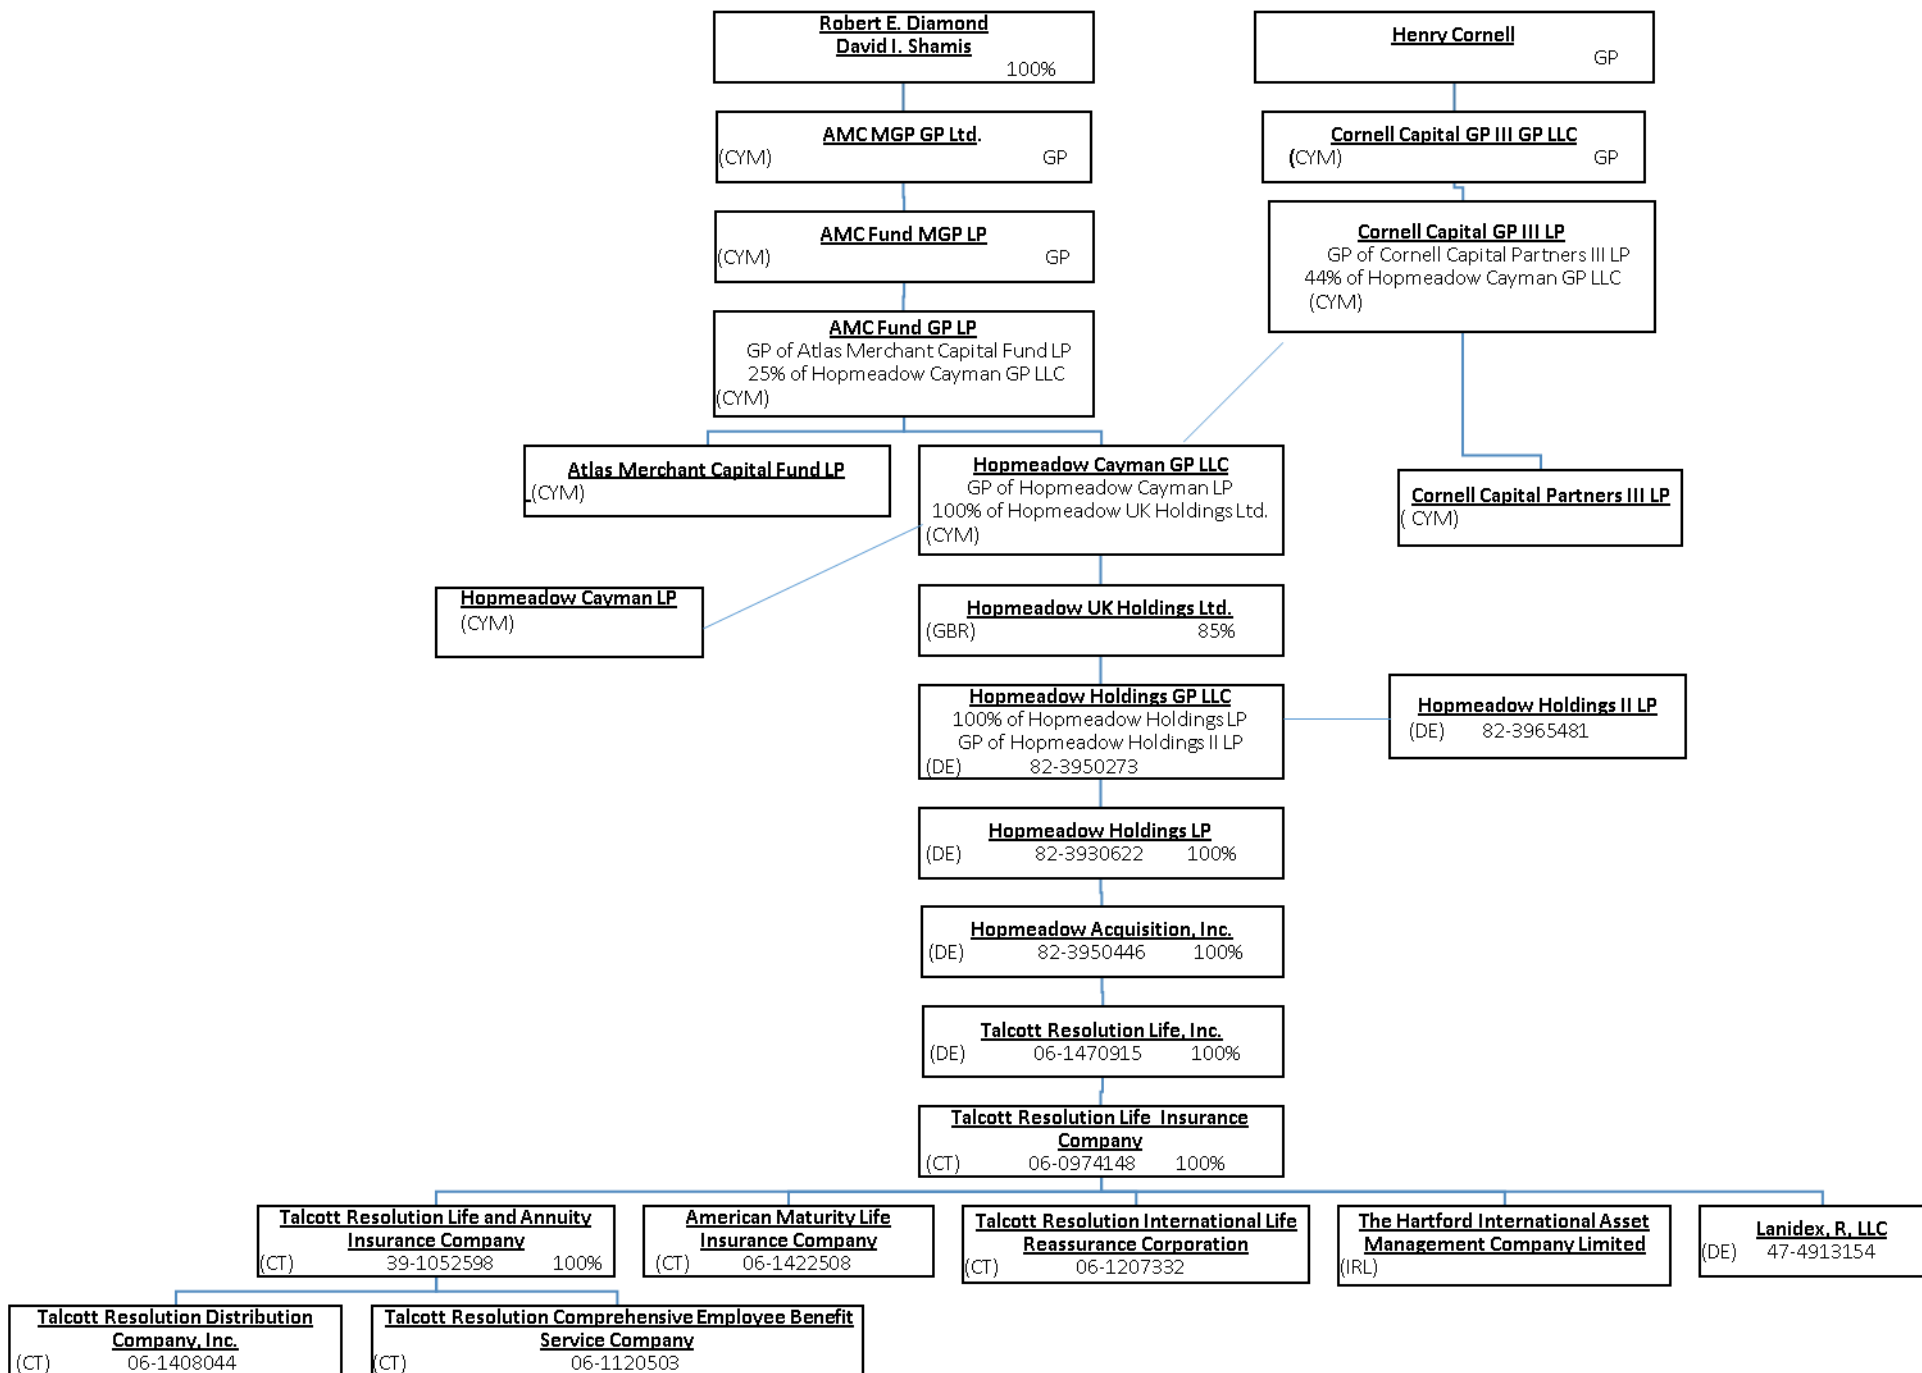 Robert E. Diamond
David I. Shamis
100%
Henry Cornell
GP
AMC MGP GP Ltd.
(CYM) GP
Cornell Capital GP III GP LLC
(CYM) GP
AMC Fund MGP LP
(CYM) GP
Cornell Capital GP III LP
GP of Cornell Capital Partners III LP
44% of Hopmeadow Cayman GP LLC
(CYM)
AMC Fund GP LP
GP of Atlas Merchant Capital Fund LP
25% of Hopmeadow Cayman GP LLC
(CYM)
Atlas Merchant Capital Fund LP
(CYM)
Hopmeadow Cayman GP LLC
GP of Hopmeadow Cayman LP
100% of Hopmeadow UK Holdings Ltd.
(CYM)
Cornell Capital Partners III LP
( CYM)
Hopmeadow Cayman LP
(CYM)
Hopmeadow UK Holdings Ltd.
(GBR) 85%
Hopmeadow Holdings GP LLC
100% of Hopmeadow Holdings LP
GP of Hopmeadow Holdings II LP
(DE) 82-3950273
Hopmeadow Holdings II LP
(DE) 82-3965481
Hopmeadow Holdings LP
(DE) 82-3930622 100%
Hopmeadow Acquisition, Inc.
(DE) 82-3950446 100%
Talcott Resolution Life, Inc.
(DE) 06-1470915 100%
Talcott Resolution Life Insurance
Company
(CT) 06-0974148 100%
Talcott Resolution Life and Annuity
Insurance Company
(CT) 39-1052598 100%
American Maturity Life
Insurance Company
(CT) 06-1422508
Talcott Resolution International Life
Reassurance Corporation
(CT) 06-1207332
The Hartford International Asset
Management Company Limited
(IRL)
Lanidex, R, LLC
(DE) 47-4913154
Talcott Resolution Distribution
Company, Inc.
(CT) 06-1408044
Talcott Resolution Comprehensive Employee Benefit
Service Company
(CT) 06-1120503